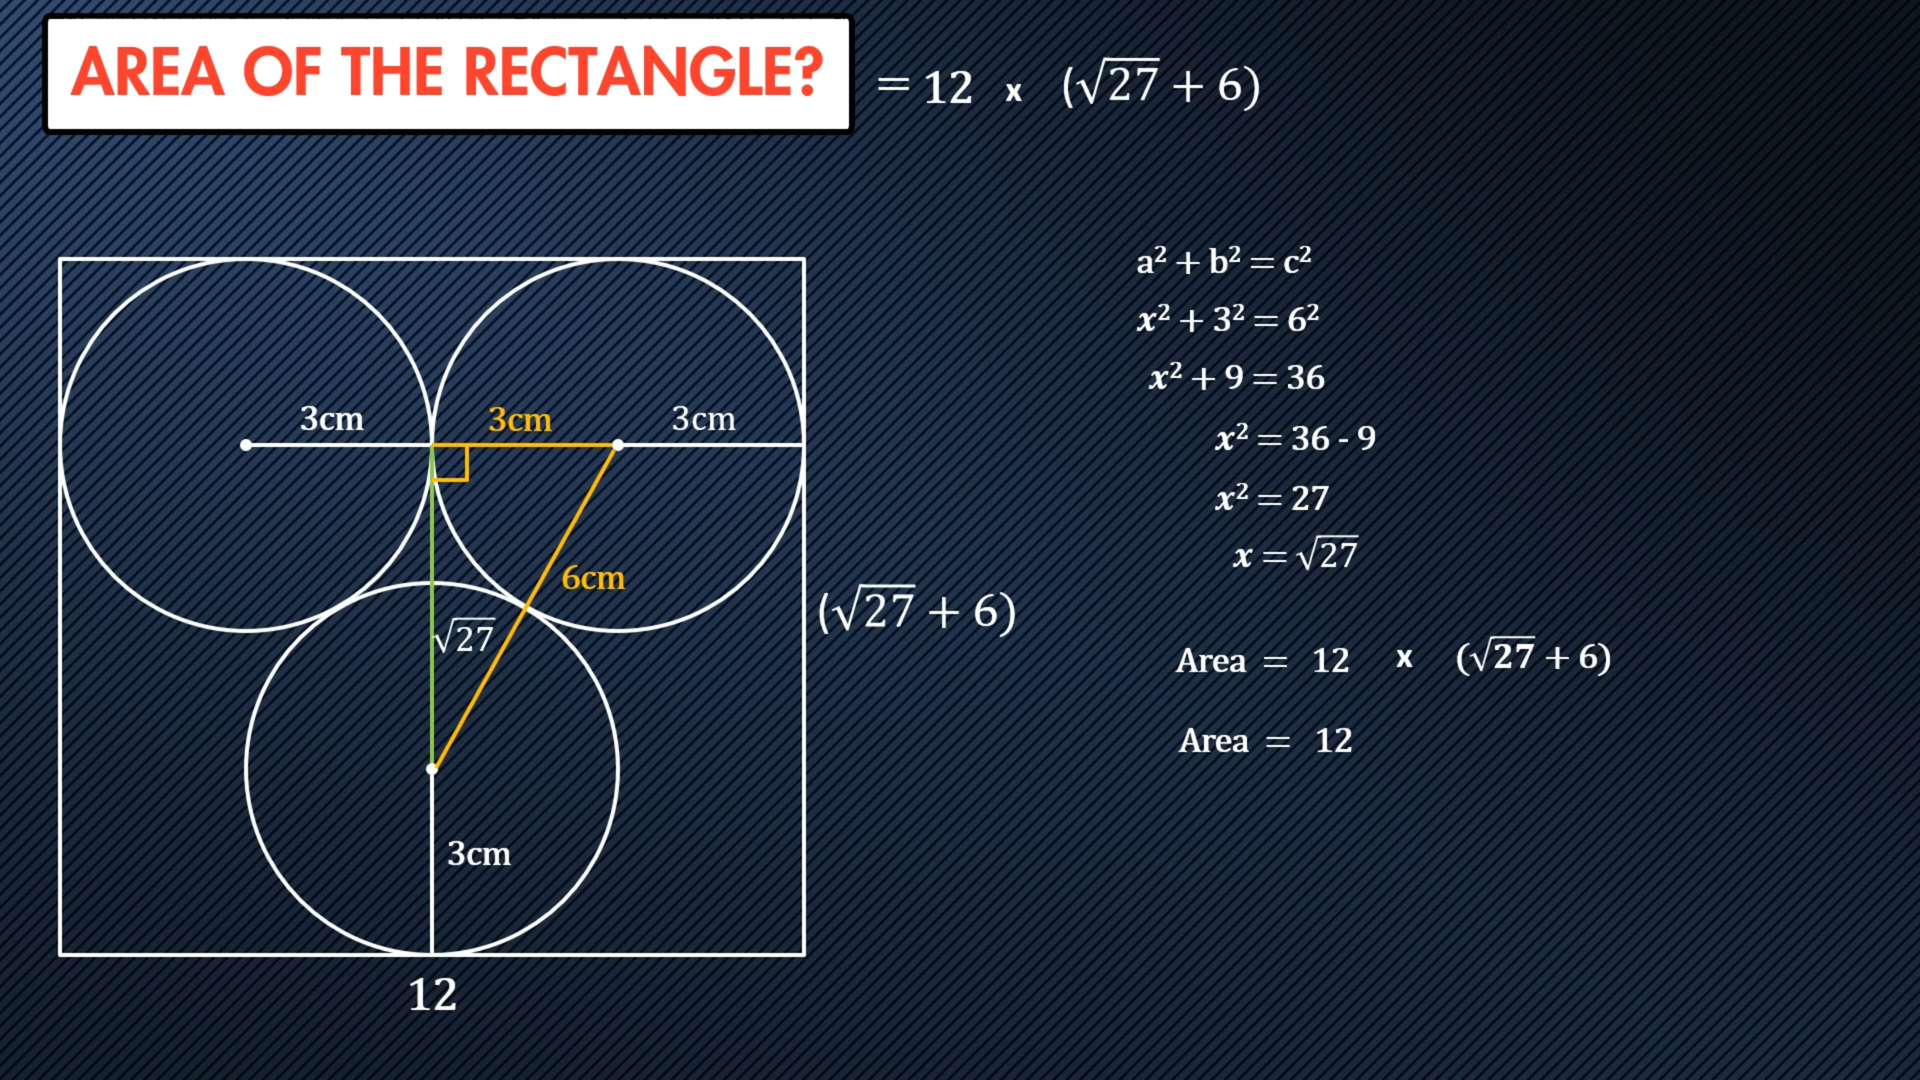 AREA OF THE RECTANGLE? = 12 x (√27 + 6)
a² + b² = c²
x² + 3² = 6²
x² + 9 = 36
3cm 3cm 3cm
x² = 36 - 9
x² = 27
x = √27
6cm
(√27 + 6)
√27
Area = 12 x (√27 + 6)
Area = 12
3cm
12